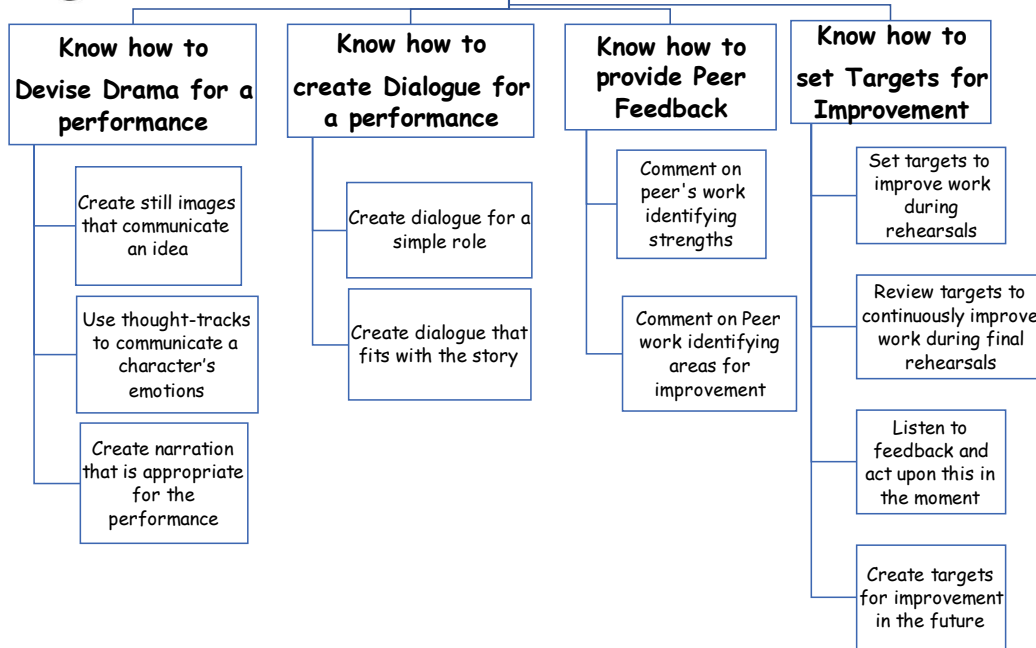 Know how to
Devise Drama for a
performance
Create still images
that communicate
an idea
Use thought-tracks
to communicate a
character's
emotions
Create narration
that is appropriate
for the
performance
Know how to
create Dialogue for
a performance
Create dialogue for a
simple role
Create dialogue that
fits with the story
Know how to
provide Peer
Feedback
Comment on
peer's work
identifying
strengths
Comment on Peer
work identifying
areas for
improvement
Know how to
set Targets for
Improvement
Set targets to
improve work
during
rehearsals
Review targets to
continuously improve
work during final
rehearsals
Listen to
feedback and
act upon this in
the moment
Create targets
for improvement
in the future